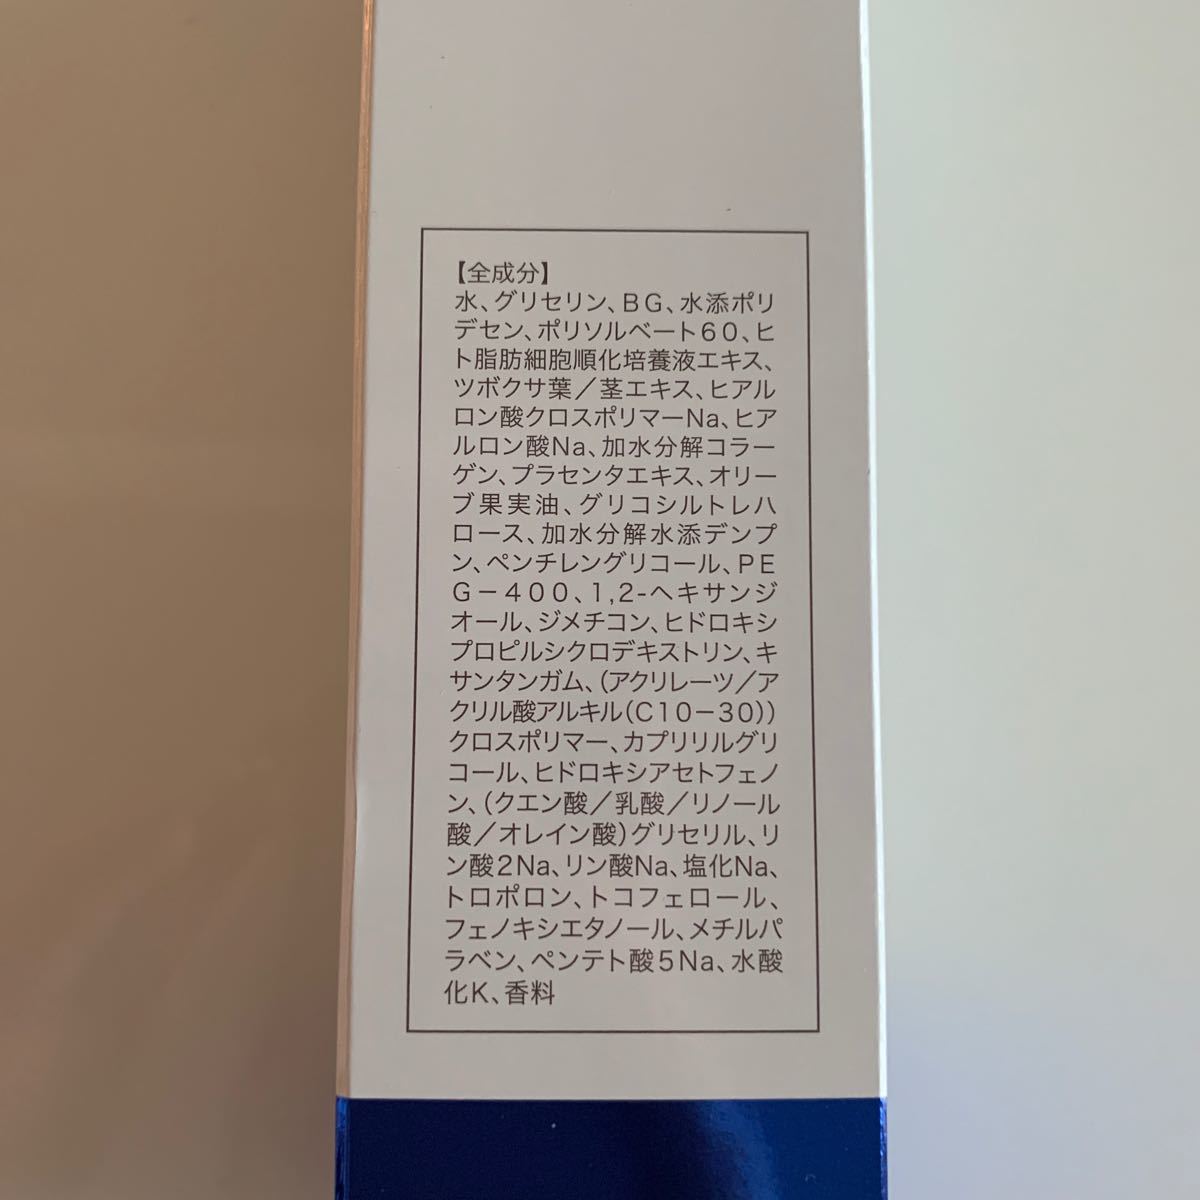 【全成分】
水、グリセリン、BG、水添ポリ
デセン、ポリソルベート60、ヒ
ト脂肪細胞順化培養液エキス、
ツボクサ葉／茎エキス、ヒアル
ロン酸クロスポリマーNa、ヒア
ルロン酸Na、加水分解コラー
ゲン、プラセンタエキス、オリー
ブ果実油、グリコシルトレハ
ロース、加水分解水添デンプ
ン、ペンチレングリコール、PE
G－400、1,2-ヘキサンジ
オール、ジメチコン、ヒドロキシ
プロピルシクロデキストリン、キ
サンタンガム、（アクリレーツ／ア
クリル酸アルキル（C10－30））
クロスポリマー、カプリリルグリ
コール、ヒドロキシアセトフェノ
ン、（クエン酸／乳酸／リノール
酸／オレイン酸）グリセリル、リ
ン酸2Na、リン酸Na、塩化Na、
トロポロン、トコフェロール、
フェノキシエタノール、メチルパ
ラベン、ペンテト酸5Na、水酸
化K、香料